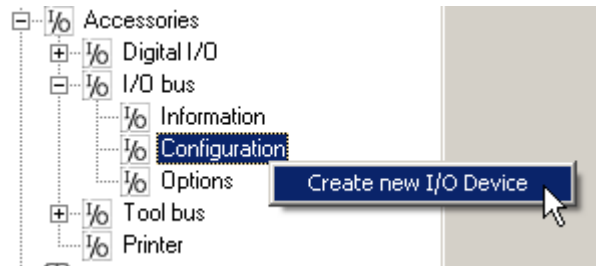 I/O Accessories
I/O Digital I/O
I/O I/O bus
I/O Information
I/O Configuration
I/O Options
Create new I/O Device
I/O Tool bus
I/O Printer